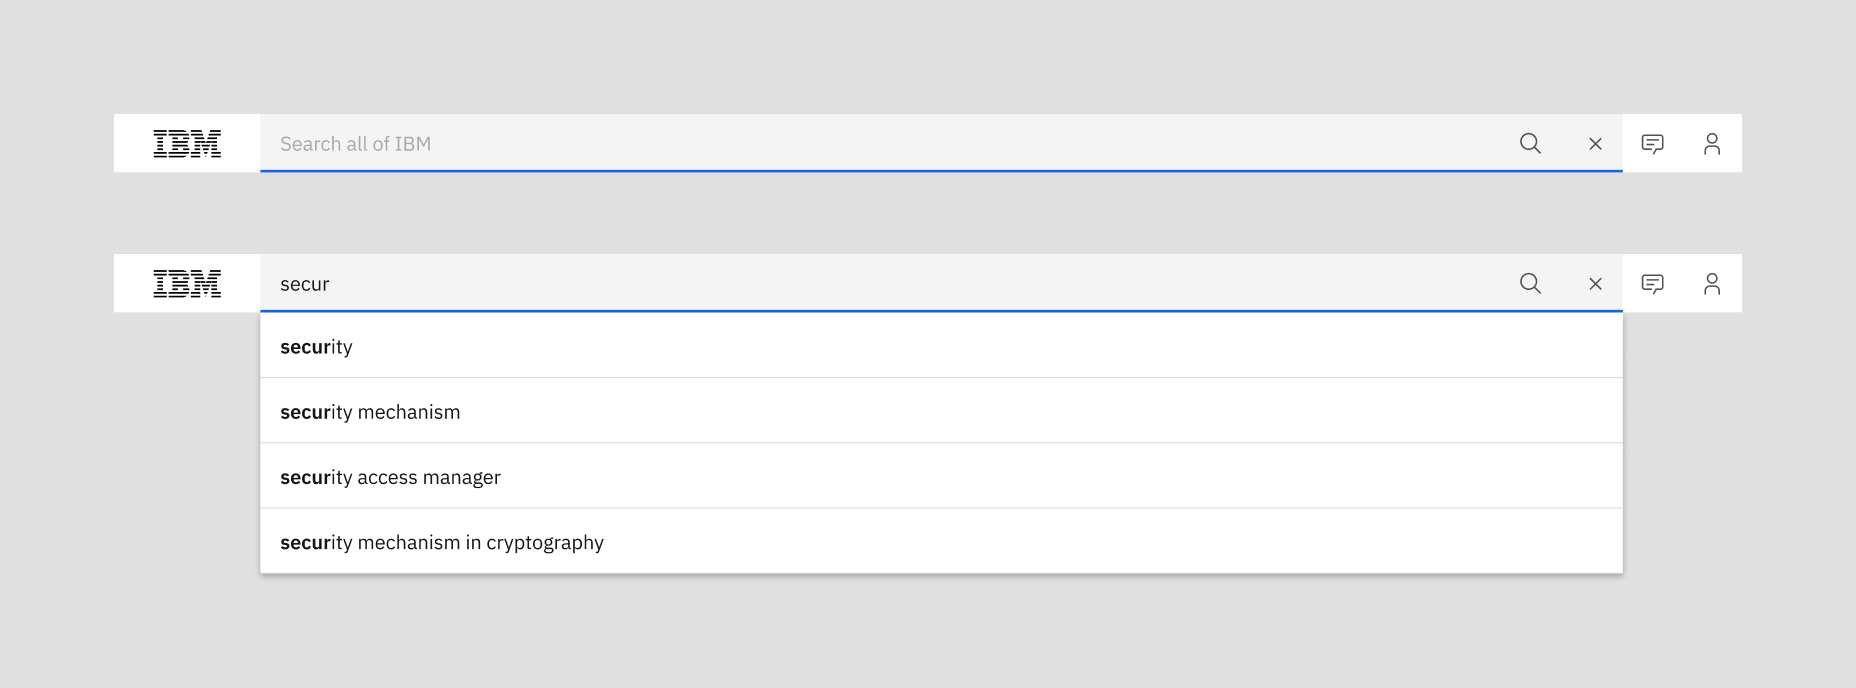 IBM Search all of IBM
IBM secur
security
security mechanism
security access manager
security mechanism in cryptography